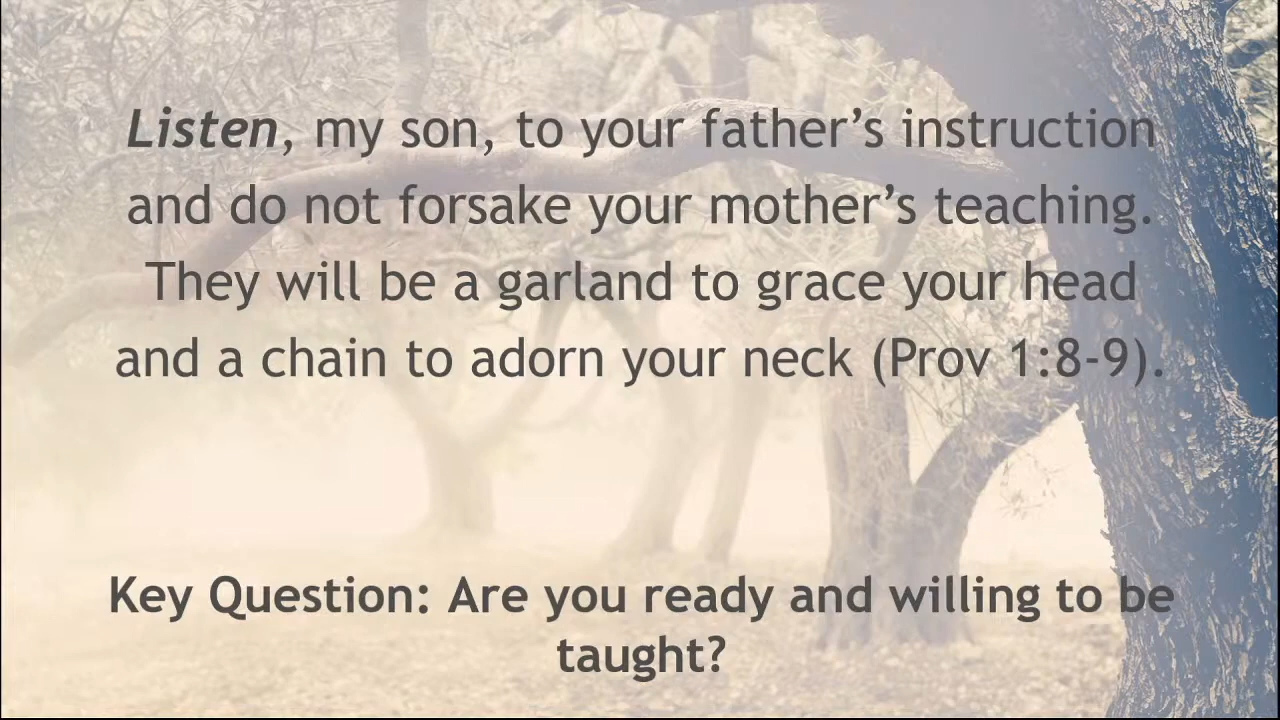 Listen, my son, to your father’s instruction
and do not forsake your mother’s teaching.
They will be a garland to grace your head
and a chain to adorn your neck (Prov 1:8-9).
Key Question: Are you ready and willing to be
taught?